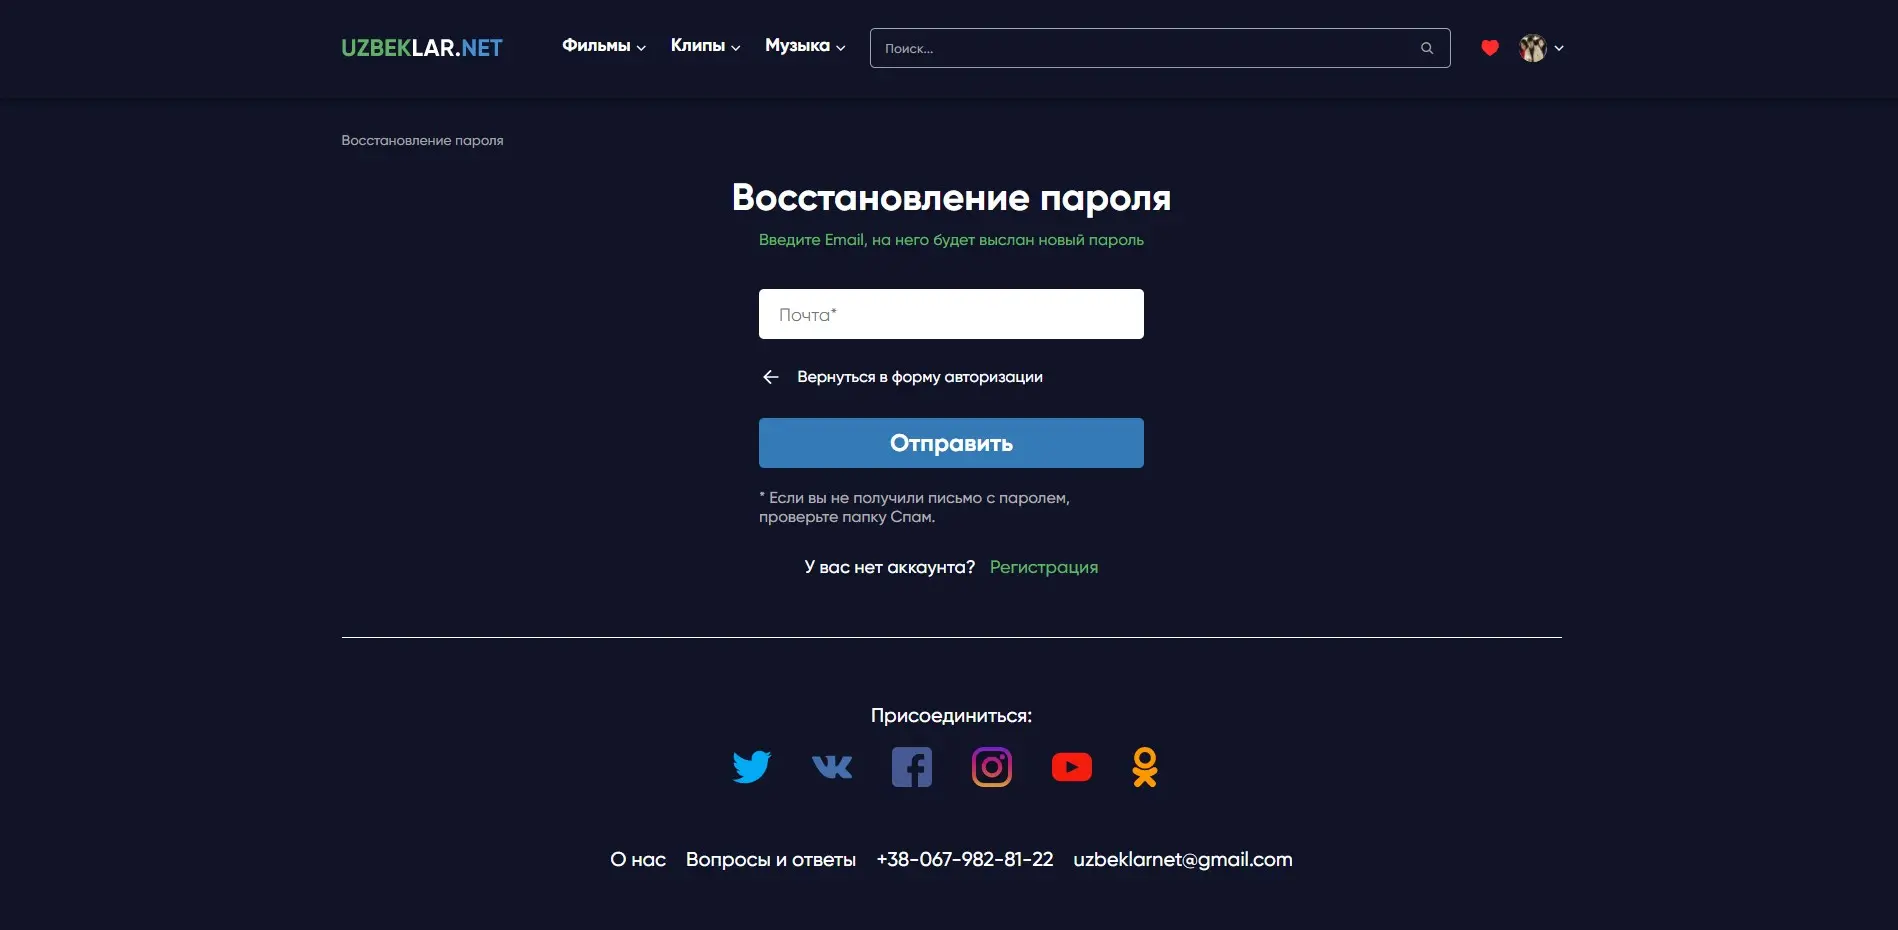 UZBEKLAR.NET
Фильмы
Клипы
Музыка
Поиск...
Восстановление пароля
Восстановление пароля
Введите Email, на него будет выслан новый пароль
Почта*
Вернуться в форму авторизации
Отправить
* Если вы не получили письмо с паролем,
проверьте папку Спам.
У вас нет аккаунта? Регистрация
Присоединиться:
О нас Вопросы и ответы +38-067-982-81-22 uzbeklarnet@gmail.com